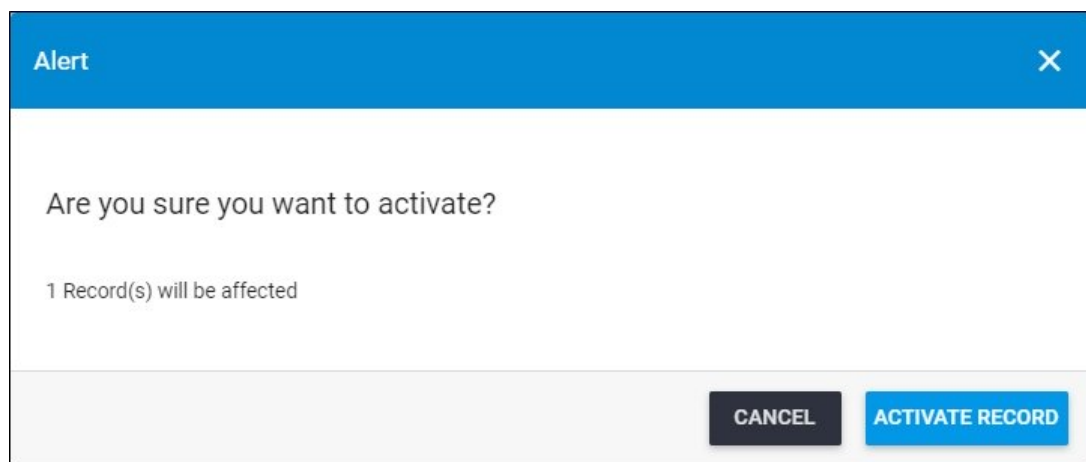 Alert
Are you sure you want to activate?
1 Record(s) will be affected
CANCEL ACTIVATE RECORD